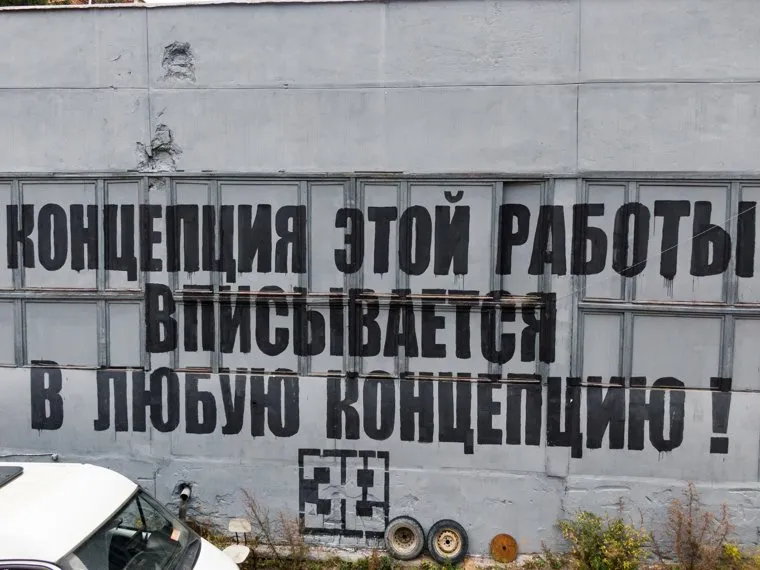 КОНЦЕПЦИЯ ЭТОЙ РАБОТЫ
ВПИСЫВАЕТСЯ
В ЛЮБУЮ КОНЦЕПЦИЮ !